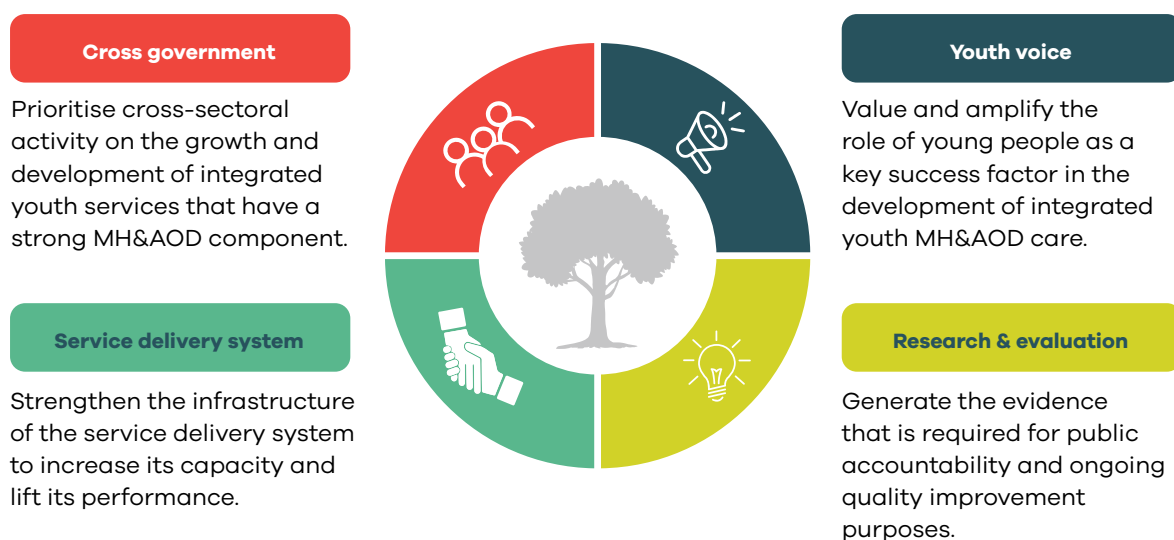 Cross government
Prioritise cross-sectoral
activity on the growth and
development of integrated
youth services that have a
strong MH&AOD component.
Youth voice
Value and amplify the
role of young people as a
key success factor in the
development of integrated
youth MH&AOD care.
Service delivery system
Strengthen the infrastructure
of the service delivery system
to increase its capacity and
lift its performance.
Research & evaluation
Generate the evidence
that is required for public
accountability and ongoing
quality improvement
purposes.